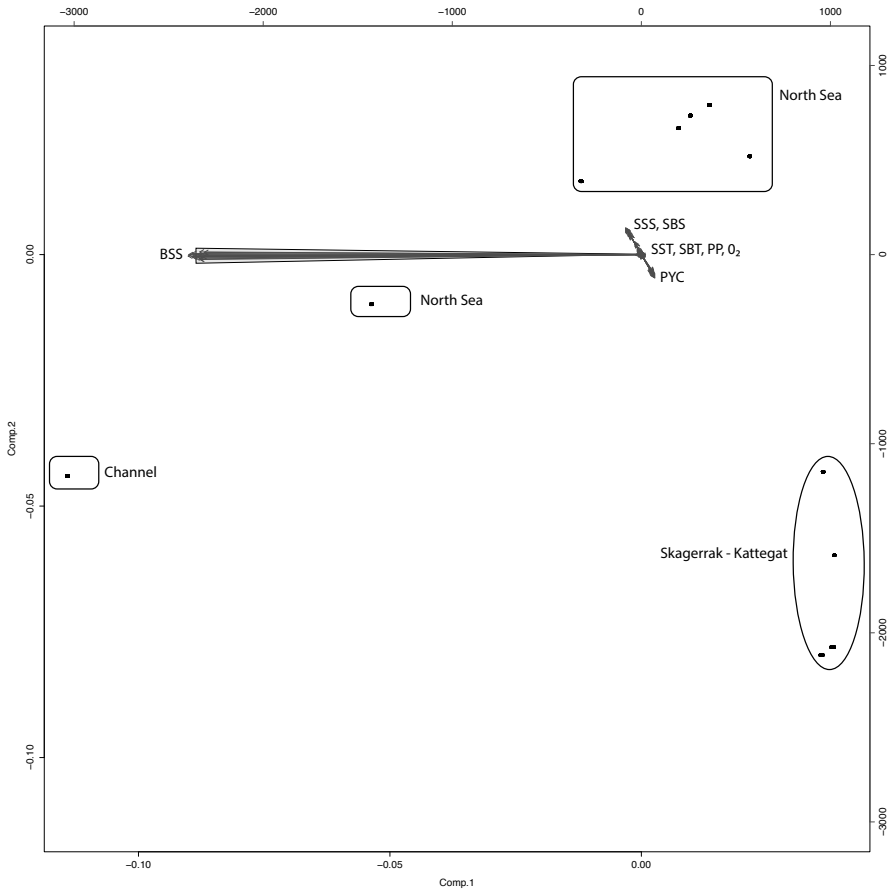 −3000 −2000 −1000 0 1000
North Sea
1000
SSS, SBS
BSS
SST, SBT, PP, 0₂
0.00
0
PYC
North Sea
Comp.2
−1000
Channel
−0.05
Skagerrak - Kattegat
−2000
−0.10
−3000
−0.10 −0.05 0.00
Comp.1